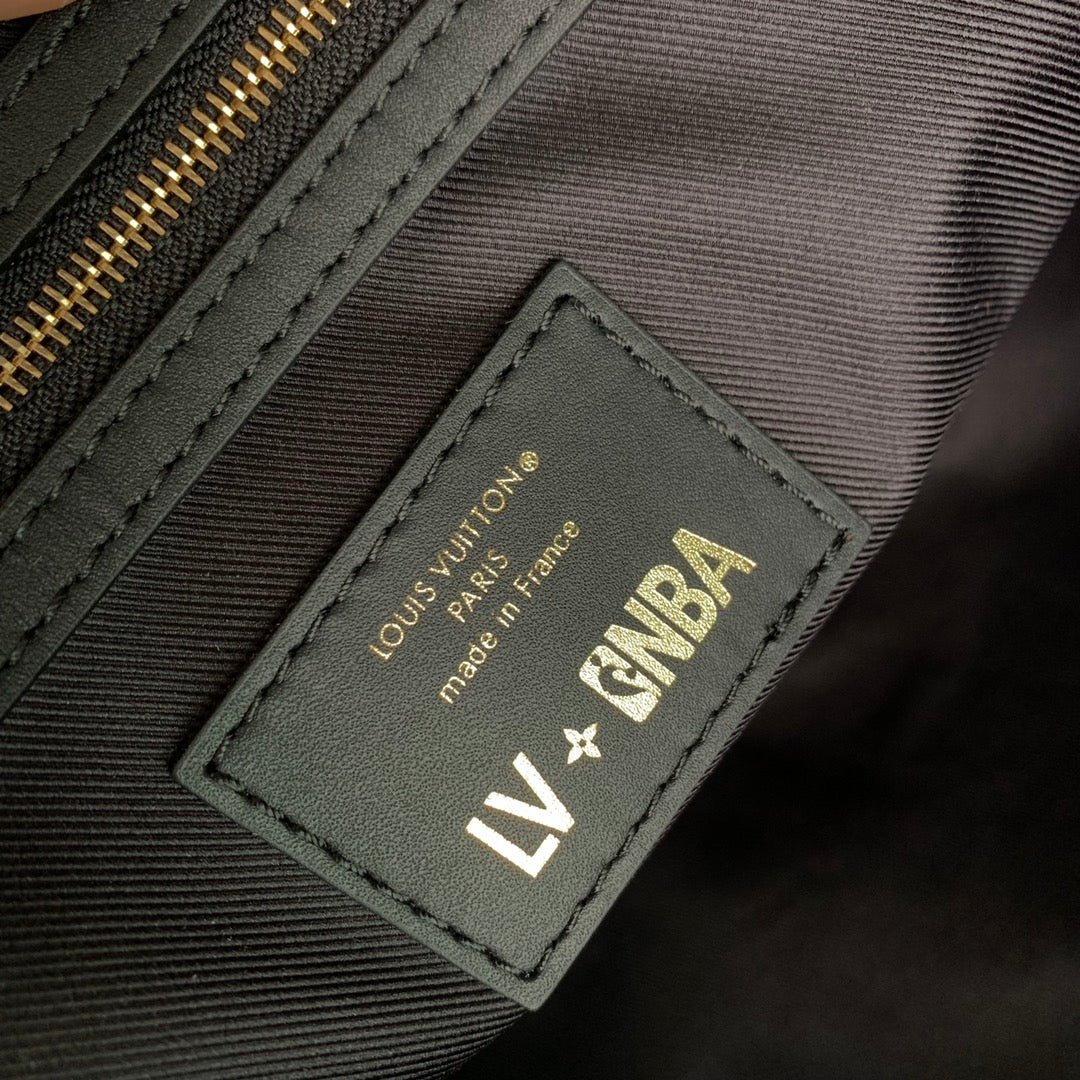 LOUIS VUITTON®
PARIS
made in France
LV + NBA